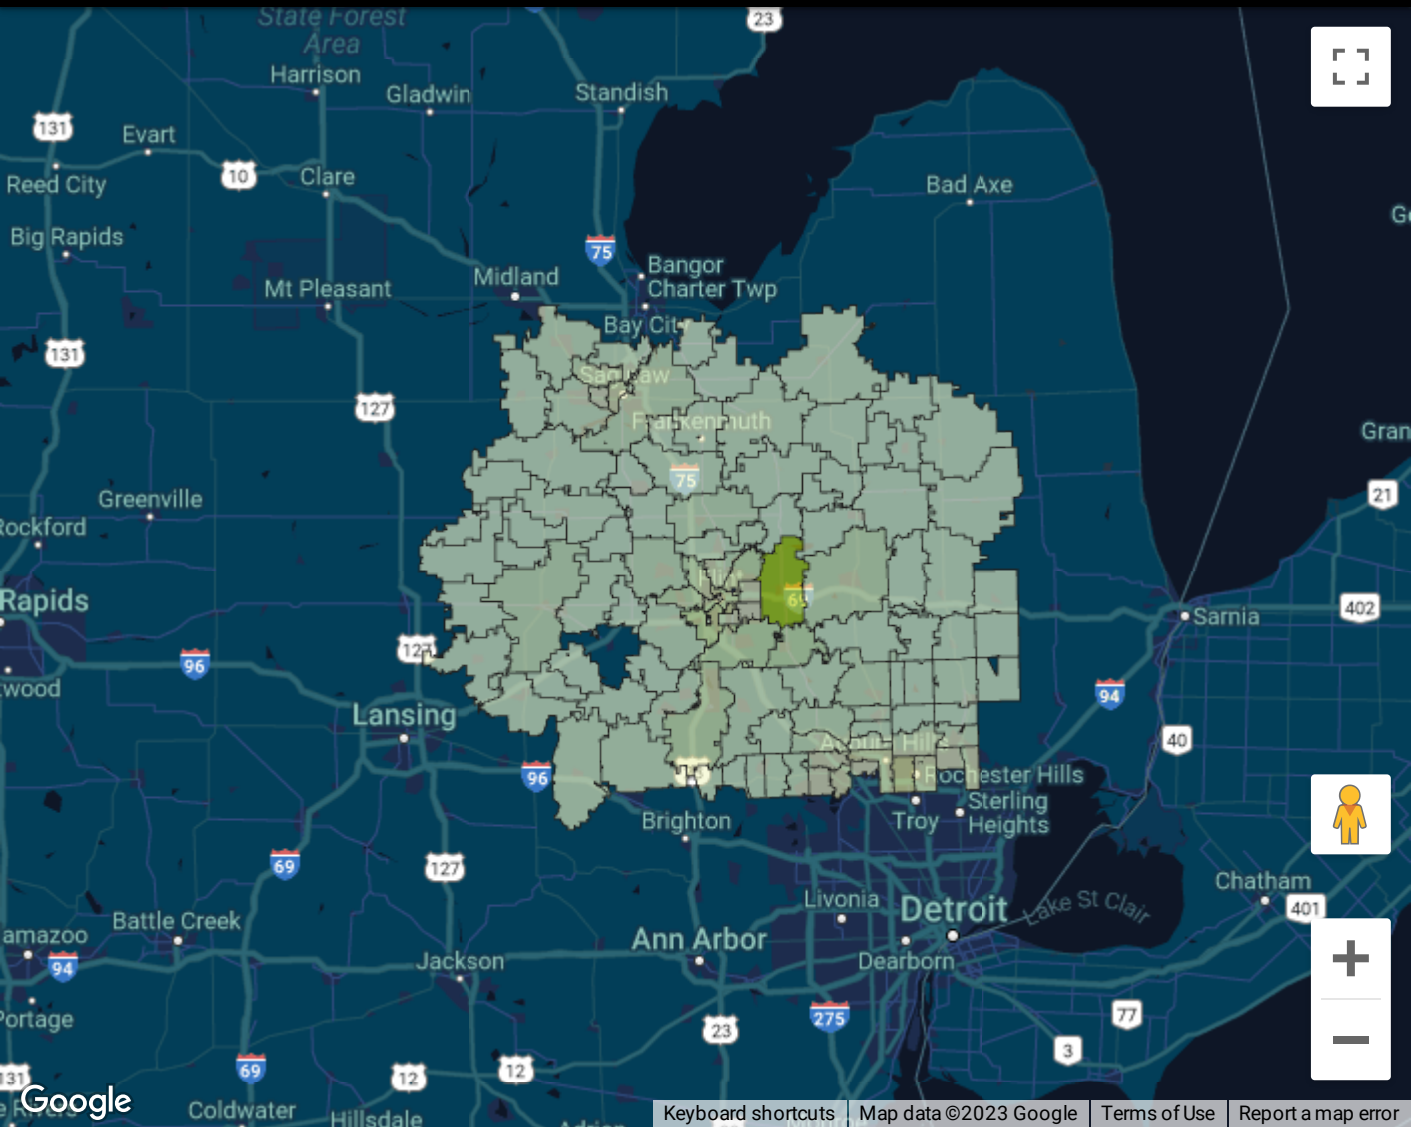 State Forest
Area
23
Harrison
Gladwin
Standish
131
Evart
10
Reed City
Clare
Bad Axe
Big Rapids
75
Midland
Bangor
Charter Twp
Mt Pleasant
Bay City
131
127
Frankenmuth
75
Greenville
21
Rockford
Flint
69
Rapids
402
Sarnia
127
96
94
Lansing
40
Auburn Hills
96
Rochester Hills
Sterling
Heights
Brighton
Troy
69
127
Livonia
Detroit
Lake St Clair
Chatham
401
Battle Creek
Ann Arbor
94
Jackson
Dearborn
Portage
23
275
77
3
69
12
12
131
Google
Coldwater
Hillsdale
Keyboard shortcuts
Map data ©2023 Google
Terms of Use
Report a map error